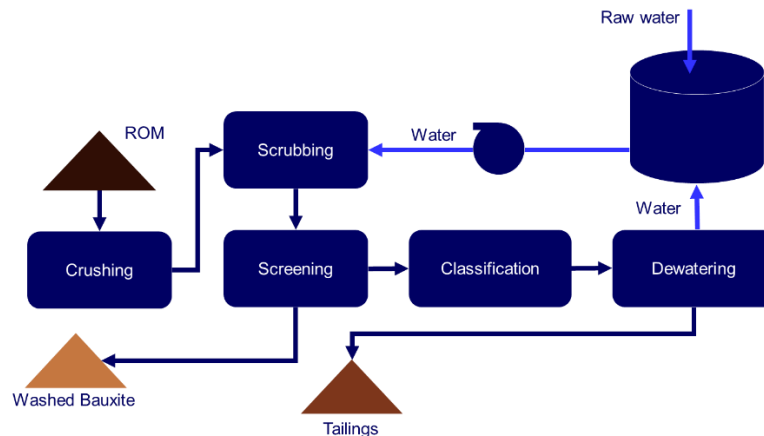 Raw water
ROM
Scrubbing
Water
Water
Crushing
Screening
Classification
Dewatering
Washed Bauxite
Tailings